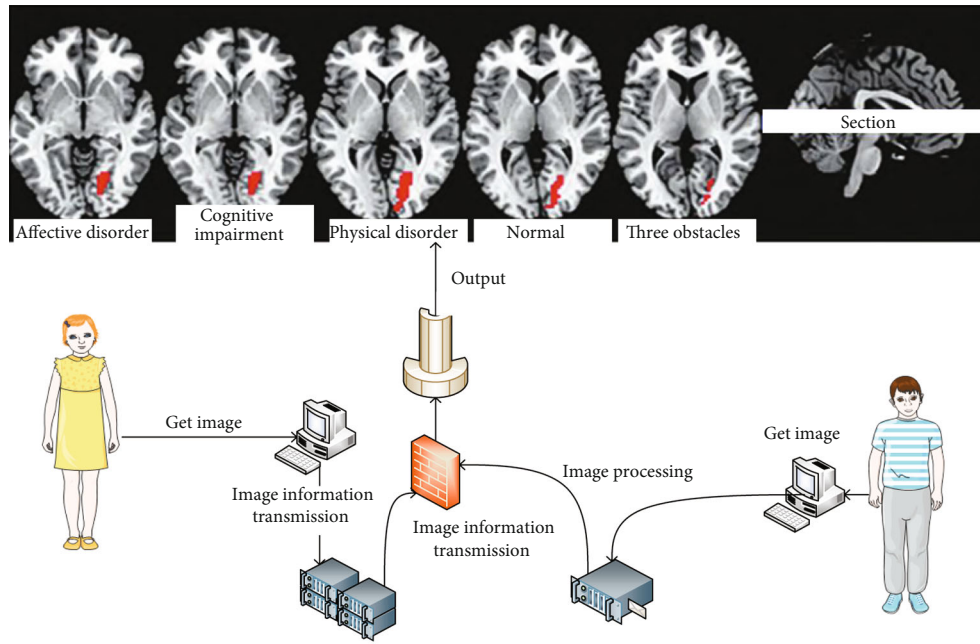 Section
Affective disorder
Cognitive
impairment
Physical disorder
Normal
Three obstacles
Output
Get image
Get image
Image processing
Image information
transmission
Image information
transmission